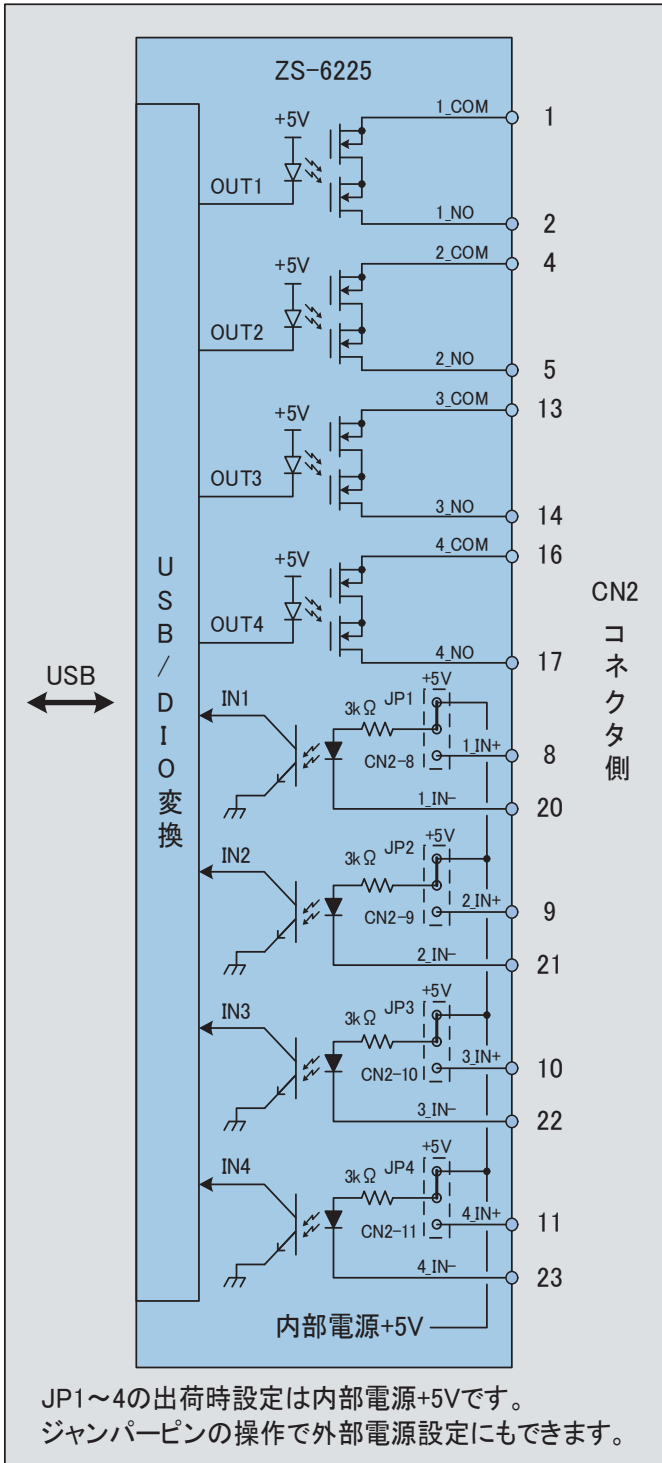 ZS-6225
+5V
OUT1
1_COM
1
1_NO
2
+5V
OUT2
2_COM
4
2_NO
5
+5V
OUT3
3_COM
13
3_NO
14
+5V
OUT4
4_COM
16
4_NO
17
USB
USB/DIO変換
CN2
コネクタ側
IN1
3kΩ
JP1
+5V
CN2-8
1_IN+
8
1_IN-
20
IN2
3kΩ
JP2
+5V
CN2-9
2_IN+
9
2_IN-
21
IN3
3kΩ
JP3
+5V
CN2-10
3_IN+
10
3_IN-
22
IN4
3kΩ
JP4
+5V
CN2-11
4_IN+
11
4_IN-
23
内部電源+5V
JP1～4の出荷時設定は内部電源+5Vです。
ジャンパーピンの操作で外部電源設定にもできます。